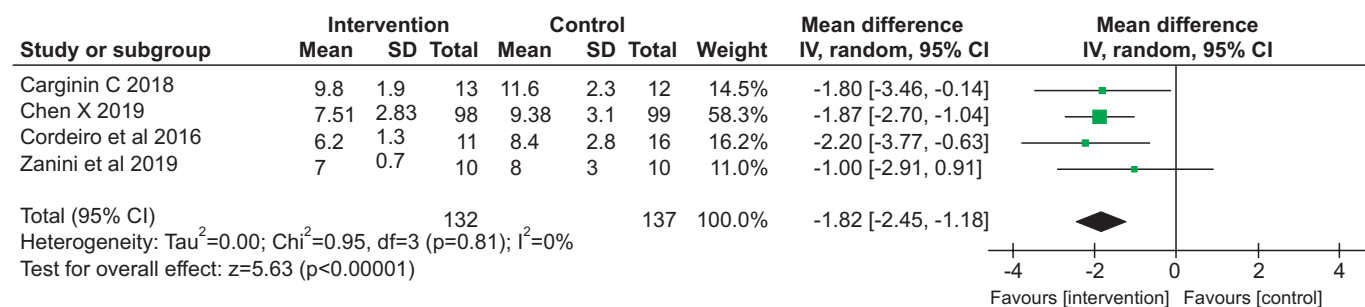 Intervention Control Mean difference Mean difference
Study or subgroup Mean SD Total Mean SD Total Weight IV, random, 95% CI IV, random, 95% CI
Carginin C 2018 9.8 1.9 13 11.6 2.3 12 14.5% -1.80 [-3.46, -0.14]
Chen X 2019 7.51 2.83 98 9.38 3.1 99 58.3% -1.87 [-2.70, -1.04]
Cordeiro et al 2016 6.2 1.3 11 8.4 2.8 16 16.2% -2.20 [-3.77, -0.63]
Zanini et al 2019 7 0.7 10 8 3 10 11.0% -1.00 [-2.91, 0.91]
Total (95% CI) 132 137 100.0% -1.82 [-2.45, -1.18]
Heterogeneity: Tau²=0.00; Chi²=0.95, df=3 (p=0.81); I²=0%
Test for overall effect: z=5.63 (p<0.00001)
-4 -2 0 2 4
Favours [intervention] Favours [control]